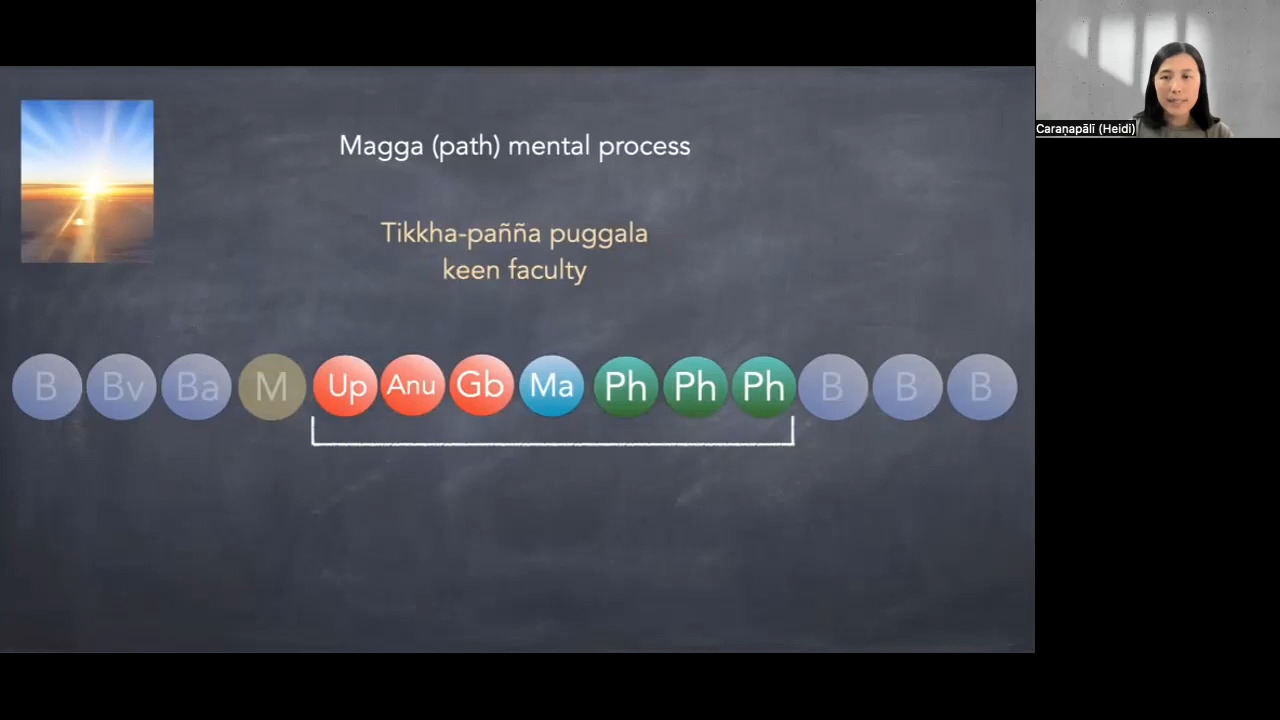 Magga (path) mental process
Tikkha-pañña puggala
keen faculty
B Bv Ba M Up Anu Gb Ma Ph Ph Ph B B B
Caraṇapālī (Heidi)